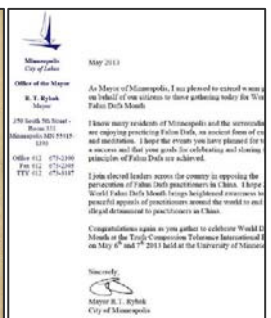 Minneapolis
City of Lakes
Office of the Mayor
R. T. Rybak
Mayor
350 South 5th Street -
Room 331
Minneapolis MN 55415-
1393
Office 612 673-2100
Fax 612 673-2305
TTY 612 673-3187
May 2013
As Mayor of Minneapolis, I am pleased to extend a warm g
on behalf of our citizens to those gathering today for Wor
Falun Dafa Month
I know many residents of Minneapolis and the surroundin
are enjoying practicing Falun Dafa, an ancient form of ex
and meditation. I hope the events you have planned for t
a success and that your goals for celebrating and sharing t
principles of Falun Dafa are achieved.
I join elected leaders across the country in opposing the
persecution of Falun Dafa practitioners in China. I hope
World Falun Dafa Month brings heightened awareness to
peaceful appeals of practitioners around the world to end
illegal detainment to practitioners in China.
Congratulations again as you gather to celebrate World D
Month at the Truth Compassion Tolerance International
on May 6th and 7th 2013 held at the University of Minneso
Sincerely,
Mayor R.T. Rybak
City of Minneapolis